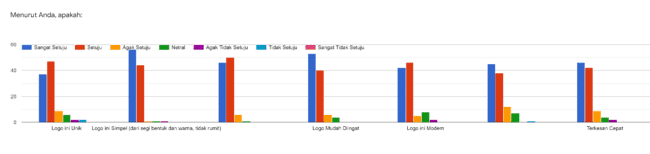 Menurut Anda, apakah:
60
Sangat Setuju Setuju Agak Setuju Netral Agak Tidak Setuju Tidak Setuju Sangat Tidak Setuju
40
20
0
Logo ini Unik Logo ini Simpel (dari segi bentuk dan warna, tidak rumit) Logo Mudah Diingat Logo ini Modern Terkesan Cepat